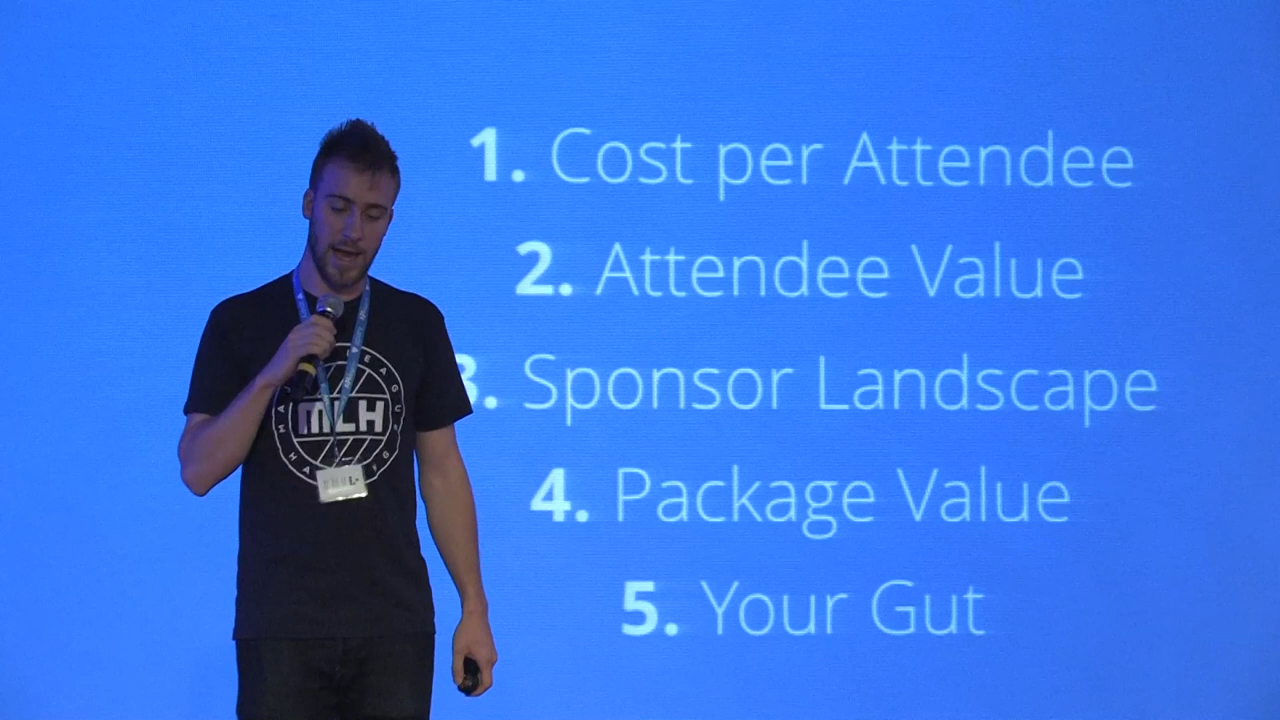 1. Cost per Attendee
2. Attendee Value
3. Sponsor Landscape
4. Package Value
5. Your Gut
MLH